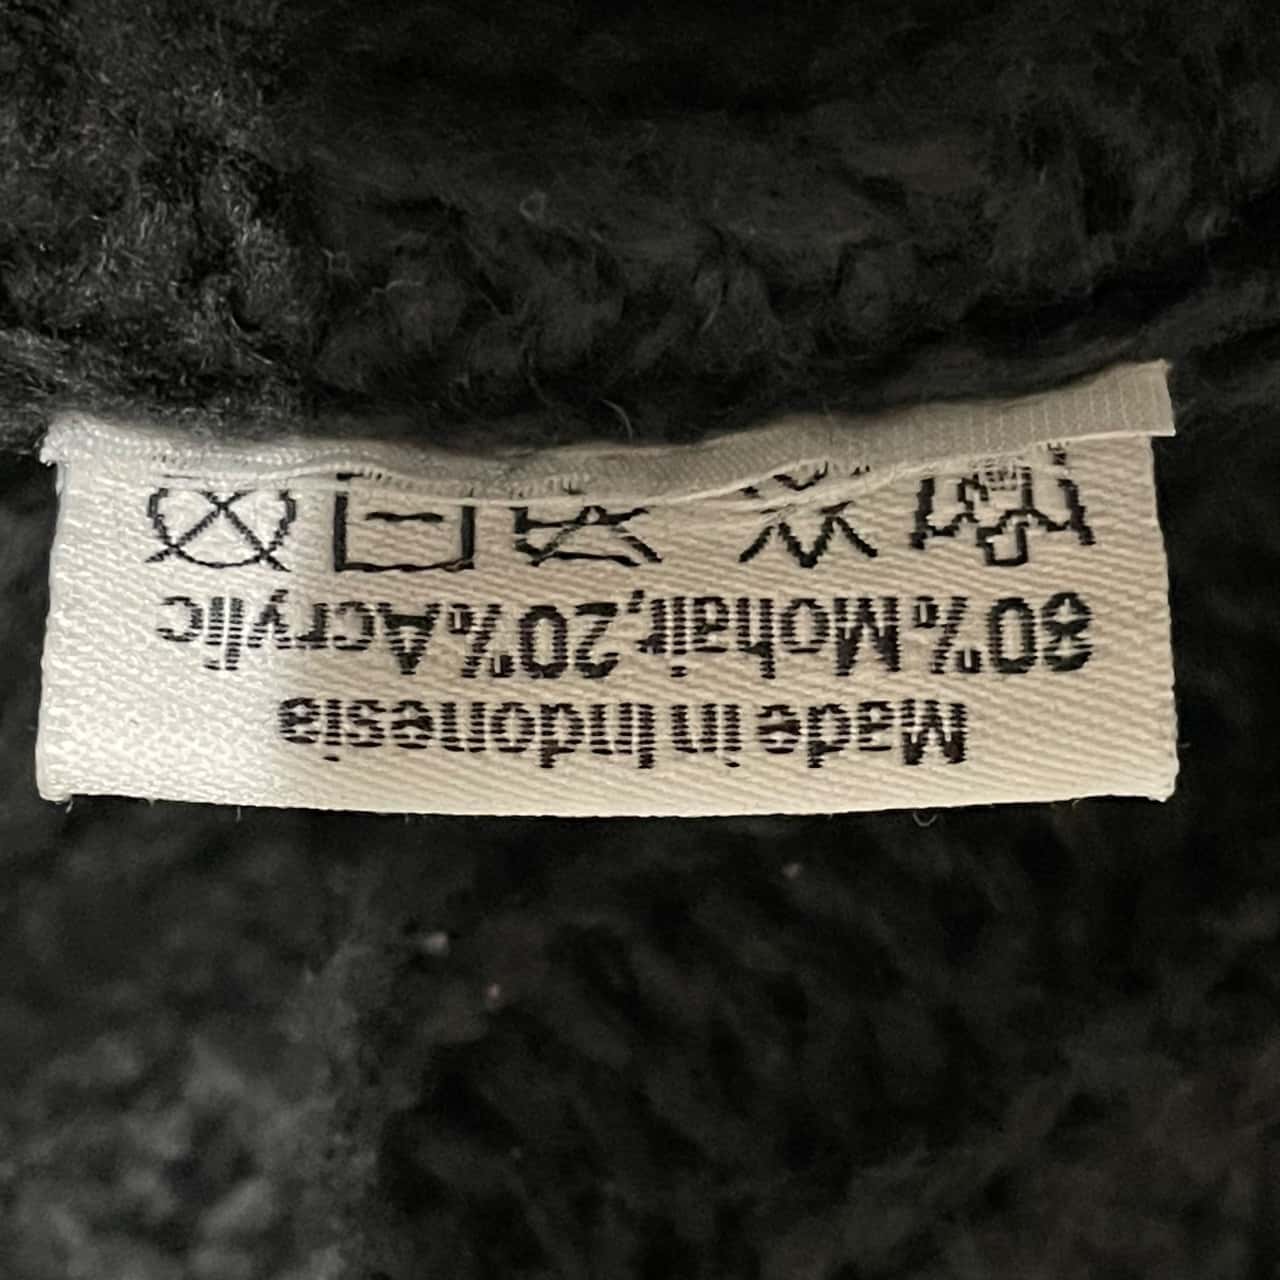 Made in Indonesia
80% Mohair, 20% Acrylic